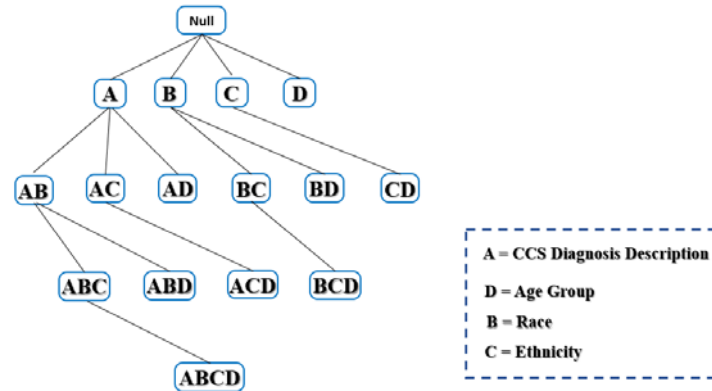 Null
A B C D
AB AC AD BC BD CD
ABC ABD ACD BCD
ABCD
A = CCS Diagnosis Description
D = Age Group
B = Race
C = Ethnicity